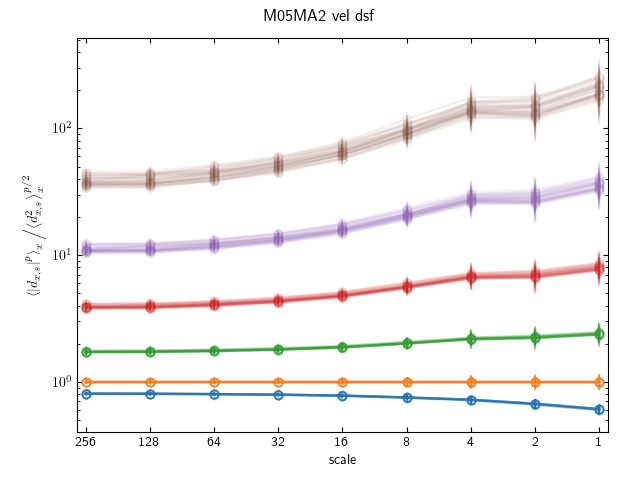 M05MA2 vel dsf
⟨|d_{x,s}|^p⟩_x / ⟨d^2_{x,s}⟩_x^{p/2}
10^2
10^1
10^0
256 128 64 32 16 8 4 2 1
scale